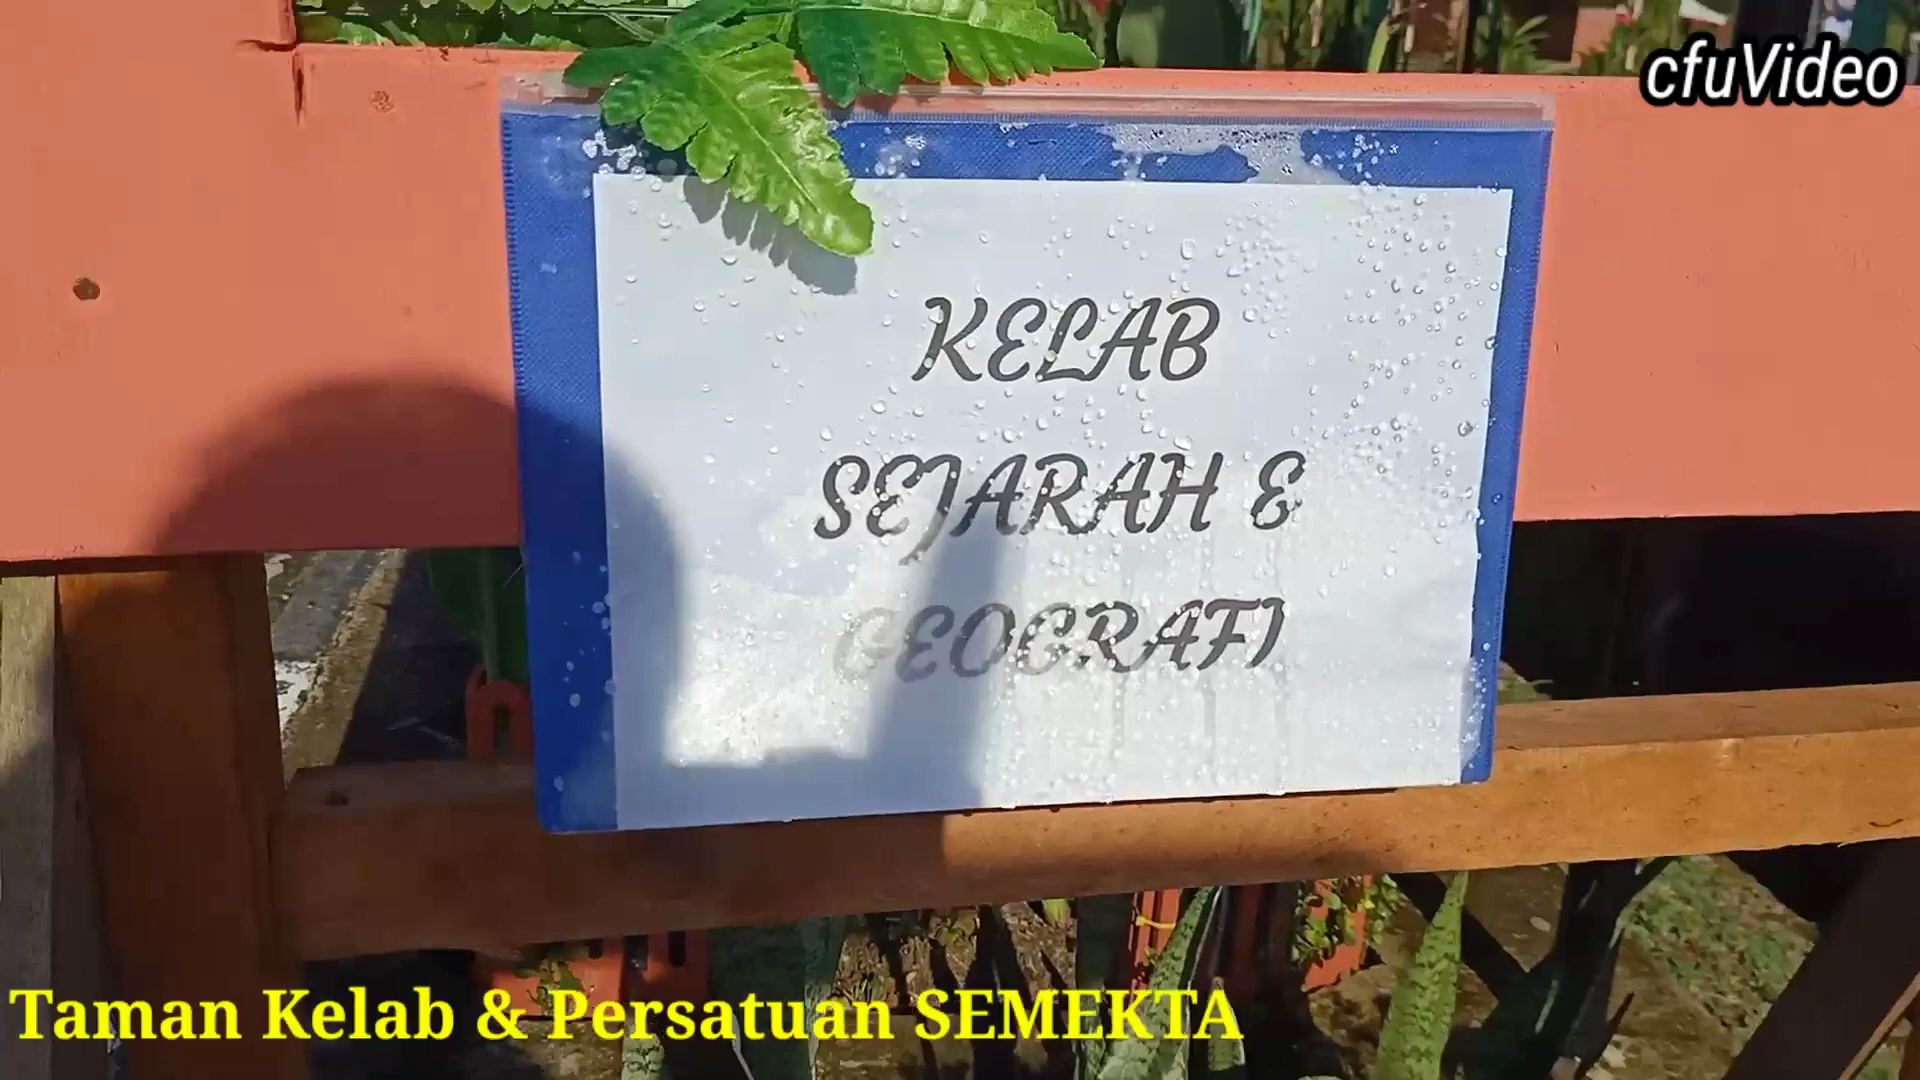 cfuVideo
KELAB
SEJARAH &
GEOGRAFI
Taman Kelab & Persatuan SEMEKTA